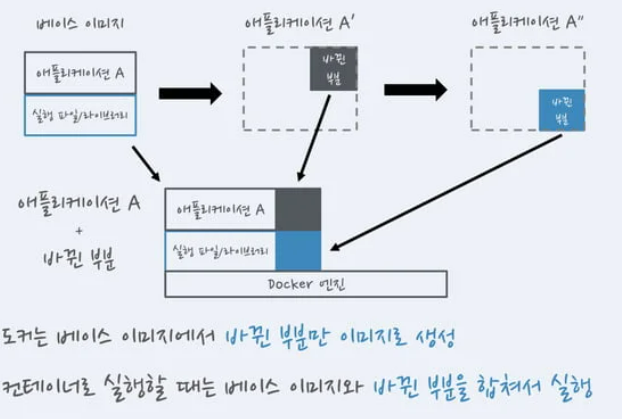 베이스 이미지
애플리케이션 A'
애플리케이션 A''
애플리케이션 A
실행 파일/라이브러리
바뀐
부분
바뀐
부분
애플리케이션 A
+
바뀐 부분
애플리케이션 A
실행 파일/라이브러리
Docker 엔진
도커는 베이스 이미지에서 바뀐 부분만 이미지로 생성
컨테이너로 실행할 때는 베이스 이미지와 바뀐 부분을 합쳐서 실행